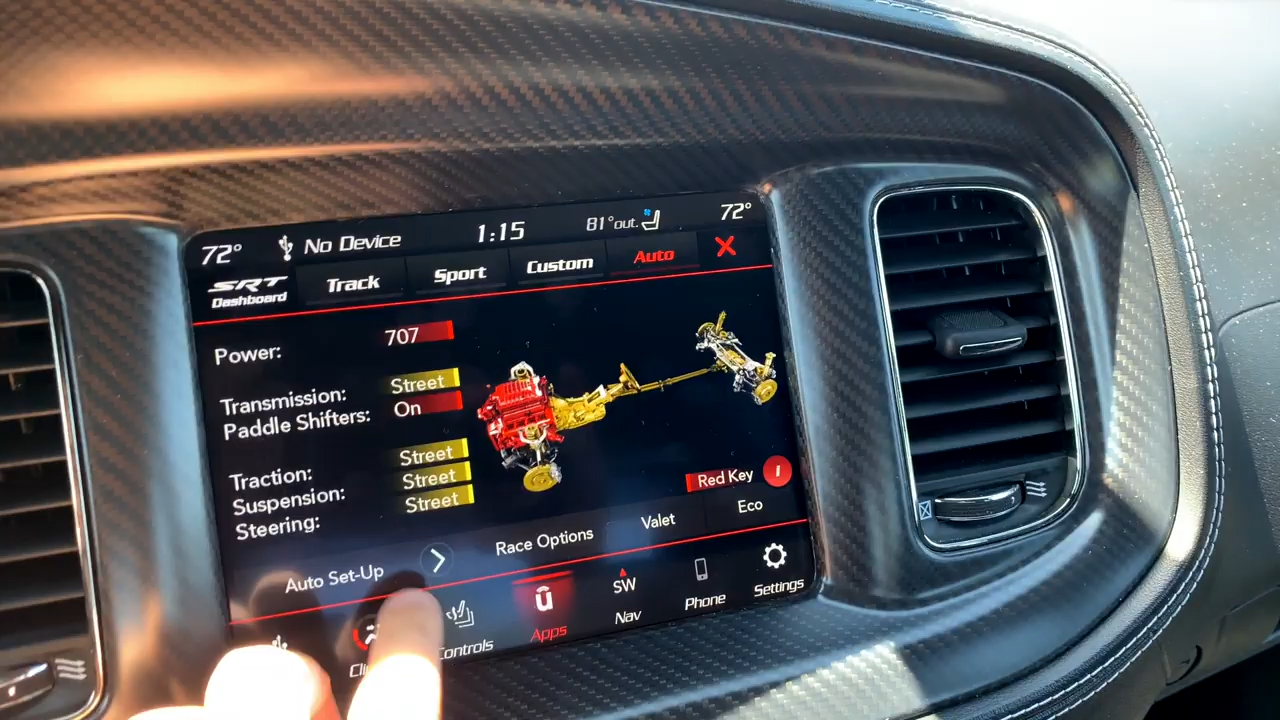 72° No Device 1:15 81°out. 72°
SRT Dashboard Track Sport Custom Auto X
Power: 707
Transmission: Street
Paddle Shifters: On
Traction: Street
Suspension: Street
Steering: Street
Red Key
Auto Set-Up Race Options Valet Eco
Controls Apps SW Nav Phone Settings